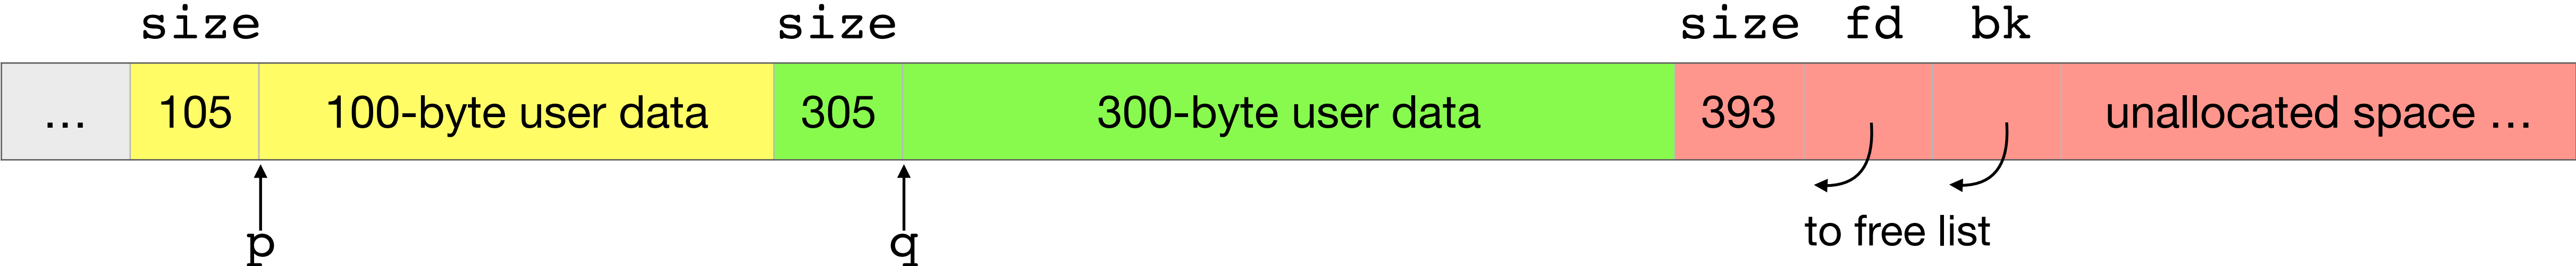 size size size fd bk
... 105 100-byte user data 305 300-byte user data 393 unallocated space ...
p q to free list